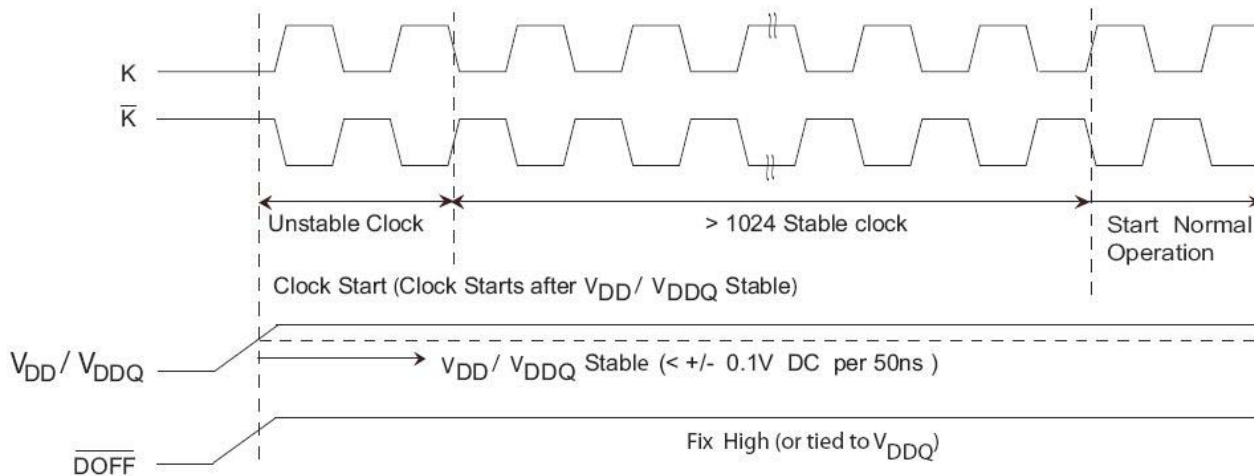 K
K̅
Unstable Clock
> 1024 Stable clock
Start Normal
Operation
Clock Start (Clock Starts after VDD / VDDQ Stable)
VDD / VDDQ
VDD / VDDQ Stable (< +/- 0.1V DC per 50ns )
Fix High (or tied to VDDQ)
D̅O̅F̅F̅